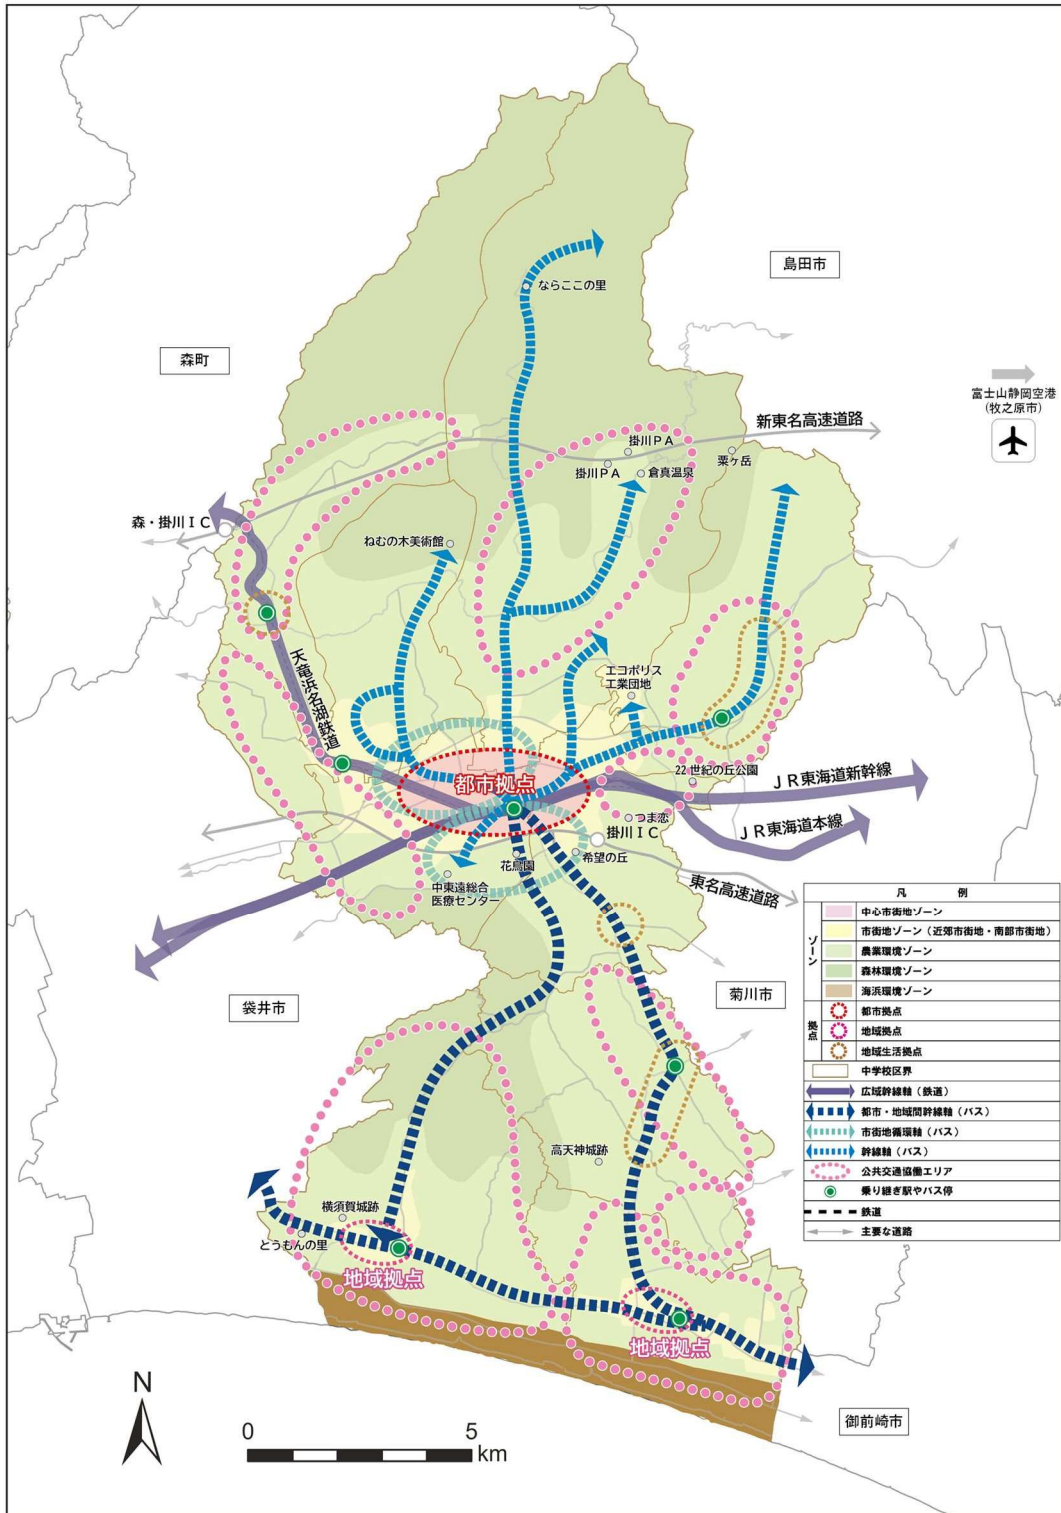 島田市
ならここの里
森町
富士山静岡空港
(牧之原市)
新東名高速道路
掛川PA
掛川PA
倉真温泉
粟ヶ岳
森・掛川IC
ねむの木美術館
天竜浜名湖鉄道
エコポリス
工業団地
都市拠点
22世紀の丘公園
JR東海道新幹線
JR東海道本線
つま恋
掛川IC
花鳥園
希望の丘
中東遠総合
医療センター
東名高速道路
袋井市
菊川市
凡 例
ゾーン
中心市街地ゾーン
市街地ゾーン(近郊市街地・南部市街地)
農業環境ゾーン
森林環境ゾーン
海浜環境ゾーン
拠点
都市拠点
地域拠点
地域生活拠点
中学校区界
広域幹線軸(鉄道)
都市・地域間幹線軸(バス)
市街地循環軸(バス)
幹線軸(バス)
公共交通協働エリア
乗り継ぎ駅やバス停
鉄道
主要な道路
高天神城跡
横須賀城跡
とうもんの里
地域拠点
地域拠点
御前崎市
N
0 5
km